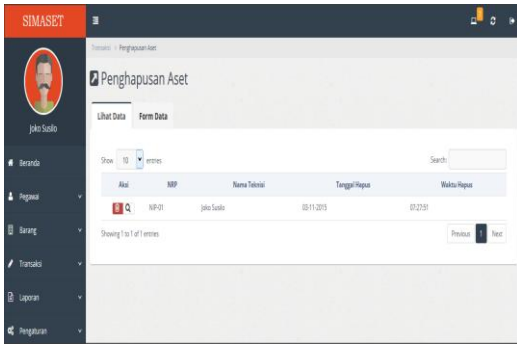 SIMASET
Transaksi > Penghapusan Aset
Penghapusan Aset
Lihat Data Form Data
Joko Susilo
Beranda
Pegawai
Barang
Transaksi
Laporan
Pengaturan
Show 10 entries
Search:
Aksi NRP Nama Teknisi Tanggal Hapus Waktu Hapus
NIP-01 Joko Susilo 03-11-2015 07:27:51
Showing 1 to 1 of 1 entries
Previous 1 Next